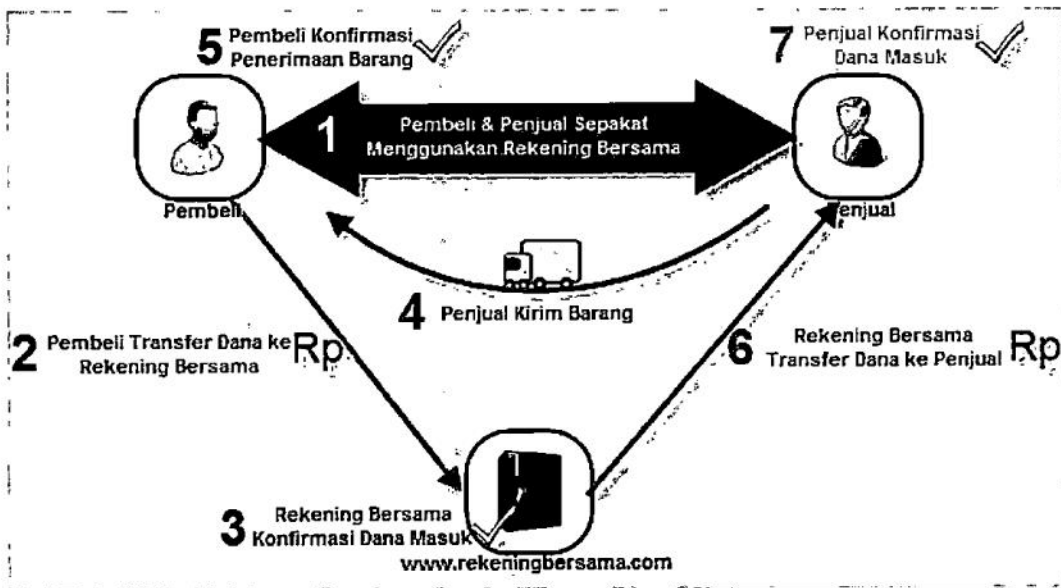 5 Pembeli Konfirmasi
Penerimaan Barang
7 Penjual Konfirmasi
Dana Masuk
1 Pembeli & Penjual Sepakat
Menggunakan Rekening Bersama
Pembeli
Penjual
4 Penjual Kirim Barang
2 Pembeli Transfer Dana ke Rp
Rekening Bersama
6 Rekening Bersama
Transfer Dana ke Penjual Rp
3 Rekening Bersama
Konfirmasi Dana Masuk
www.rekeningbersama.com